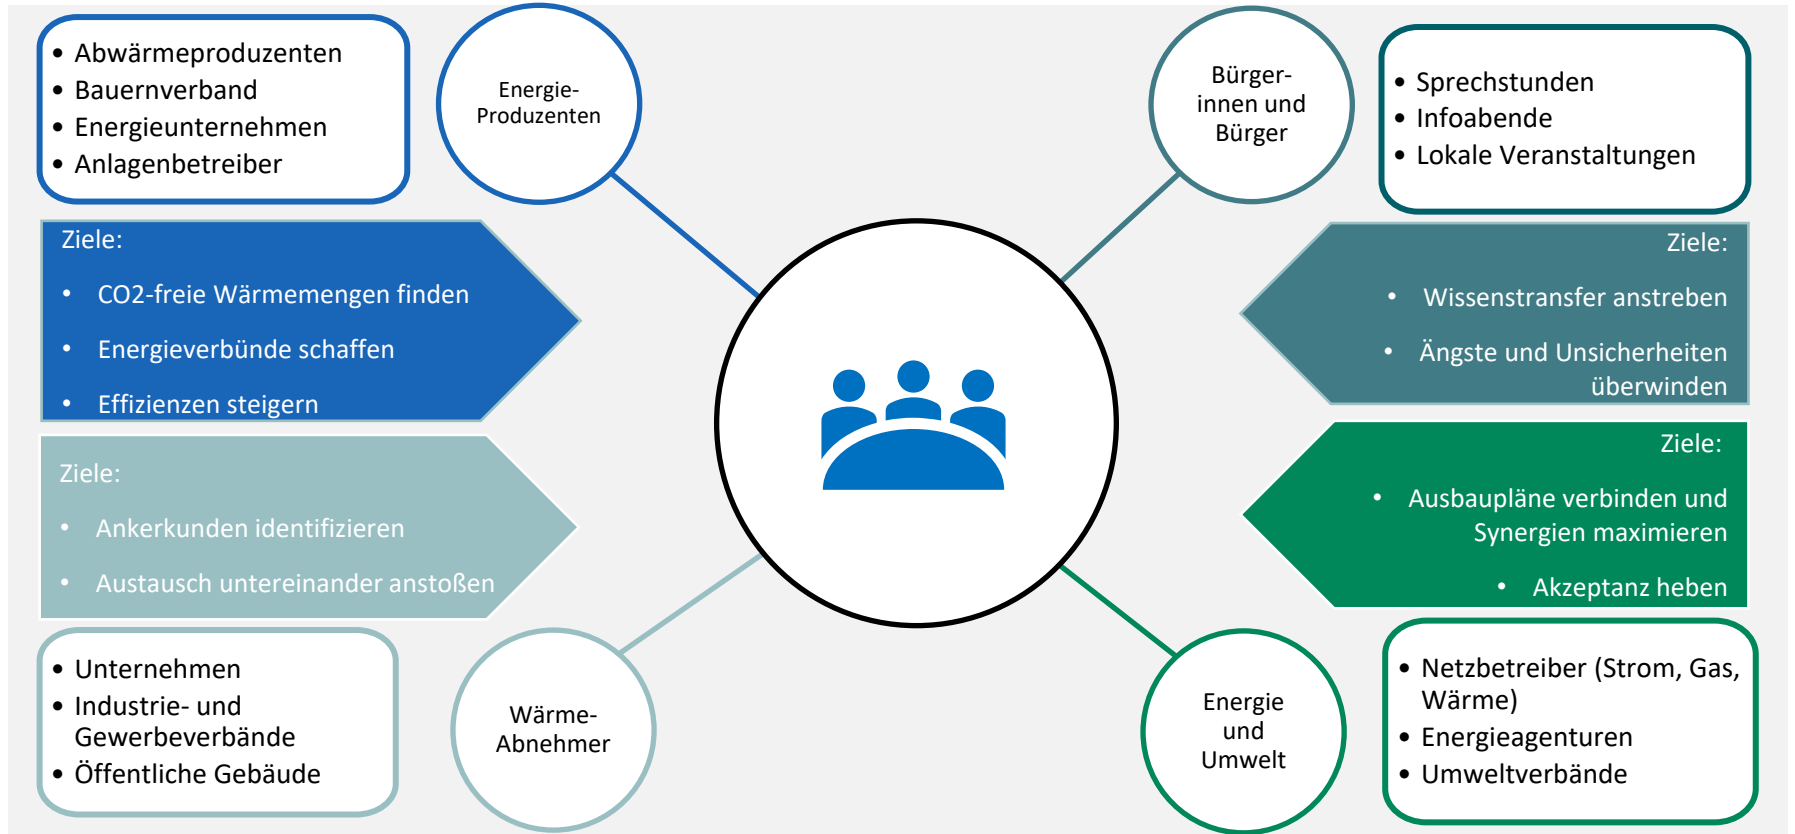 • Abwärmeproduzenten
• Bauernverband
• Energieunternehmen
• Anlagenbetreiber
Energie-
Produzenten
Ziele:
• CO2-freie Wärmemengen finden
• Energieverbünde schaffen
• Effizienzen steigern
Ziele:
• Ankerkunden identifizieren
• Austausch untereinander anstoßen
• Unternehmen
• Industrie- und
Gewerbeverbände
• Öffentliche Gebäude
Wärme-
Abnehmer
Bürger-
innen und
Bürger
• Sprechstunden
• Infoabende
• Lokale Veranstaltungen
Ziele:
• Wissenstransfer anstreben
• Ängste und Unsicherheiten
überwinden
Ziele:
• Ausbaupläne verbinden und
Synergien maximieren
• Akzeptanz heben
Energie
und
Umwelt
• Netzbetreiber (Strom, Gas,
Wärme)
• Energieagenturen
• Umweltverbände